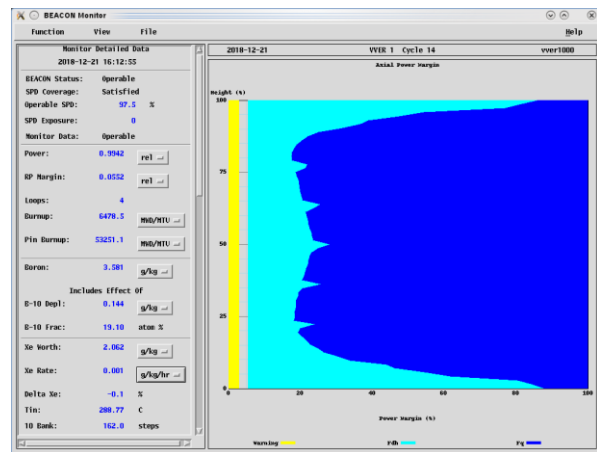 BEACON Monitor
Function View File Help
Monitor Detailed Data
2018-12-21 16:12:55
BEACON Status: Operable
SPD Coverage: Satisfied
Operable SPD: 97.5 %
SPD Exposure: 0
Monitor Data: Operable
Power: 0.9942 rel
RP Margin: 0.0552 rel
Loops: 4
Burnup: 6478.5 MWD/MTU
Pin Burnup: 53251.1 MWD/MTU
Boron: 3.581 g/kg
Includes Effect Of
B-10 Depl: 0.144 g/kg
B-10 Frac: 19.10 atom %
Xe Worth: 2.062 g/kg
Xe Rate: 0.001 g/kg/hr
Delta Xe: -0.1 %
Tin: 288.77 C
10 Bank: 162.0 steps
2018-12-21 VVER 1 Cycle 14 vver1000
Axial Power Margin
Height (%)
100
75
50
25
0
0 20 40 60 80 100
Power Margin (%)
Warning Fdh Fq